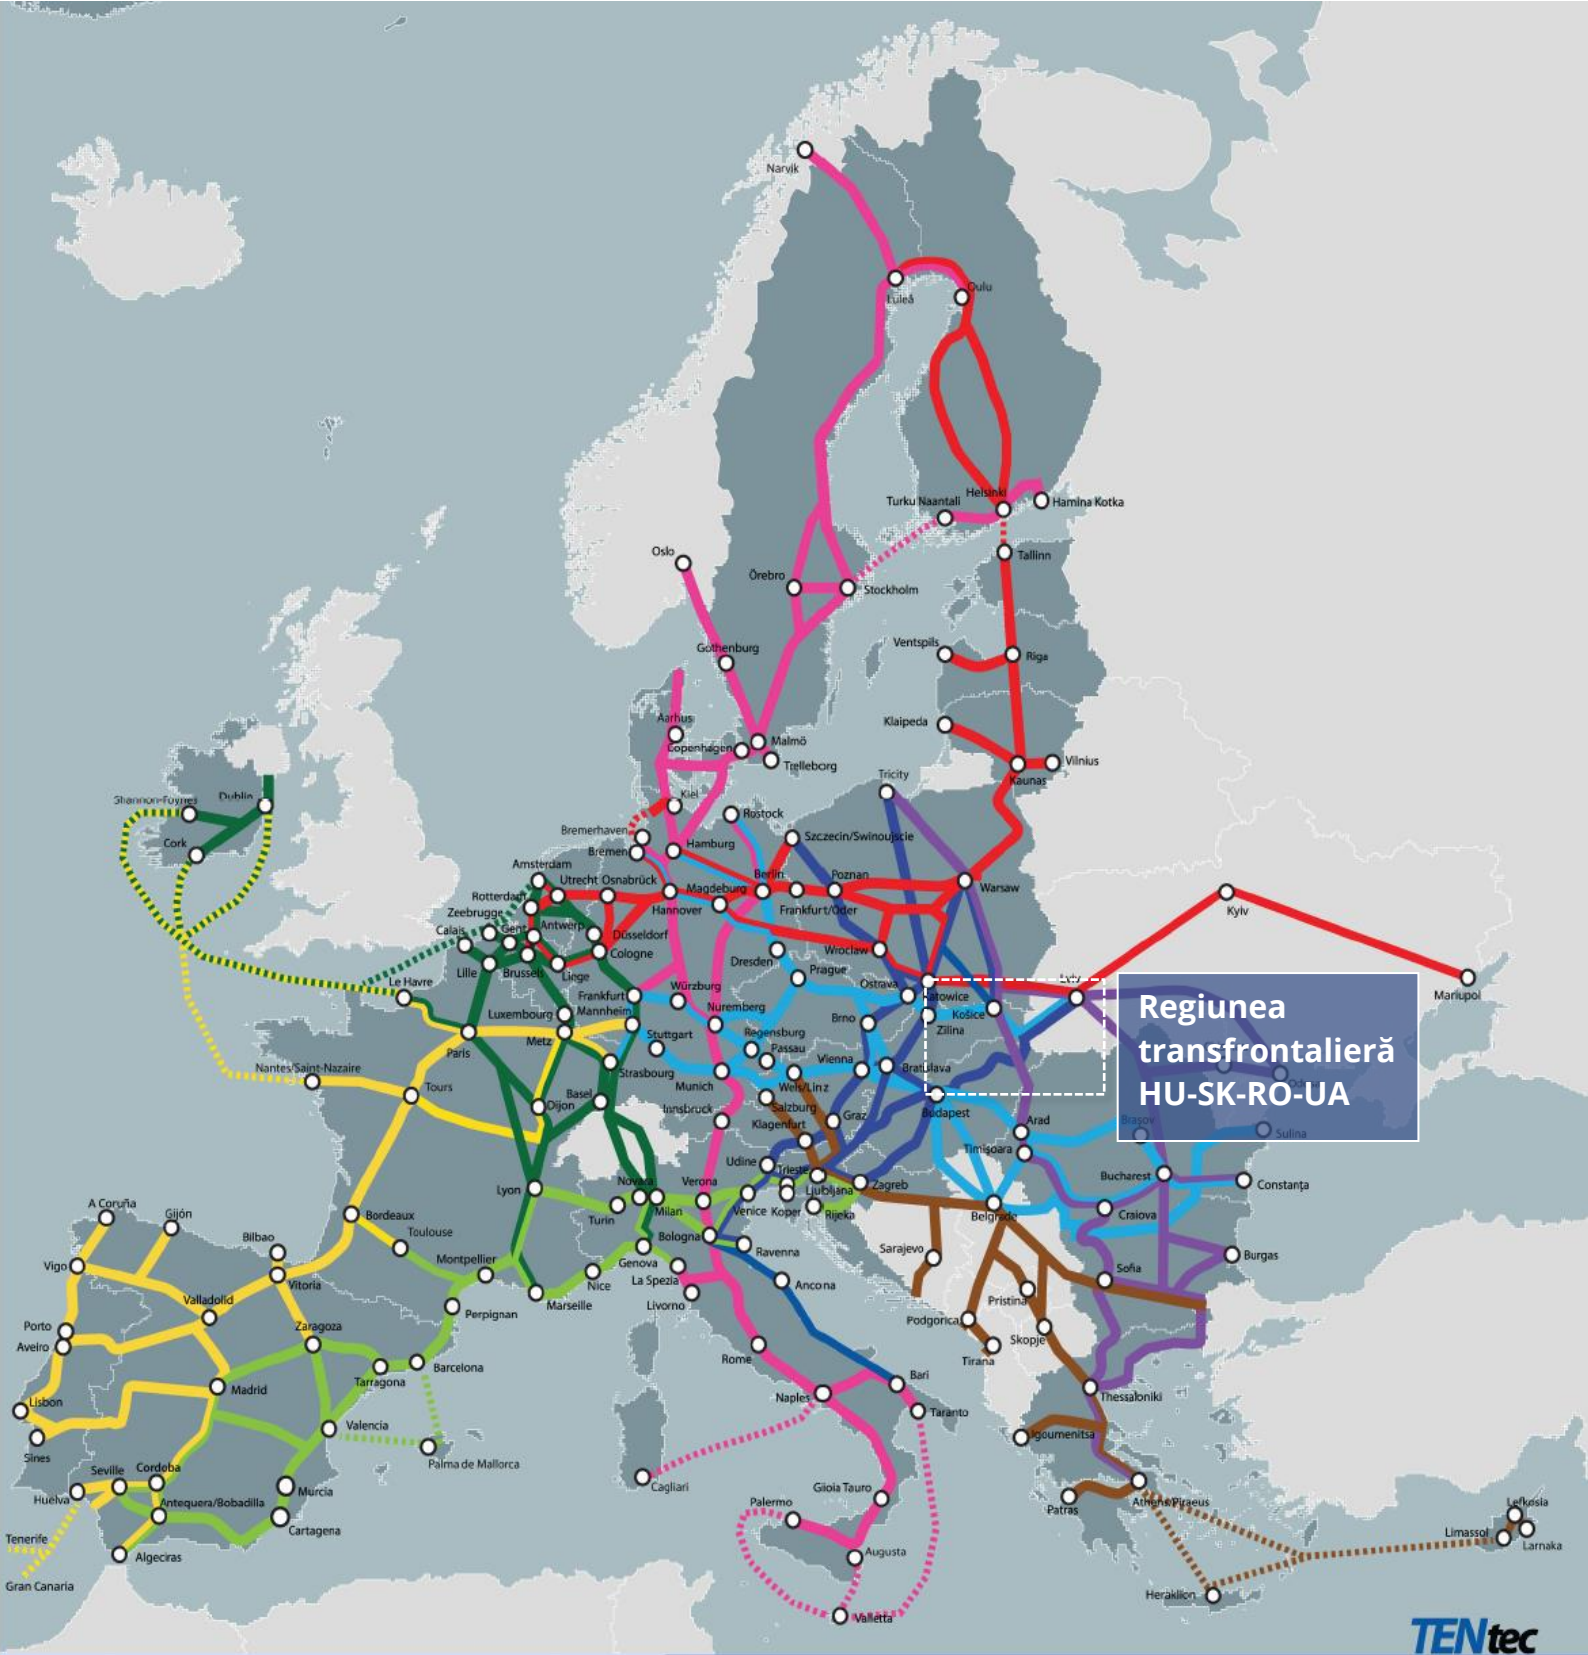 Narvik
Oulu
Luleå
Helsinki
Turku Naantali
Hamina Kotka
Oslo
Tallinn
Örebro
Stockholm
Gothenburg
Ventspils
Riga
Aarhus
Klaipeda
Copenhagen
Malmö
Trelleborg
Vilnius
Kaunas
Tricity
Shannon-Foynes
Dublin
Kiel
Rostock
Bremerhaven
Szczecin/Swinoujscie
Cork
Bremen
Hamburg
Amsterdam
Utrecht
Osnabrück
Magdeburg
Berlin
Poznan
Warsaw
Rotterdam
Zeebrugge
Hannover
Frankfurt/Oder
Kyiv
Calais
Gent
Antwerp
Düsseldorf
Cologne
Wroclaw
Lille
Brussels
Liege
Dresden
Prague
Le Havre
Frankfurt
Würzburg
Ostrava
Katowice
Lviv
Mariupol
Luxembourg
Mannheim
Nüremberg
Brno
Košice
Zilina
Regiunea
transfrontalieră
HU-SK-RO-UA
Paris
Metz
Stuttgart
Regensburg
Passau
Vienna
Bratislava
Nantes/Saint-Nazaire
Strasbourg
Munich
Wels/Linz
Tours
Dijon
Basel
Innsbruck
Salzburg
Graz
Budapest
Klagenfurt
Arad
Brașov
Sulina
Timișoara
Udine
Trieste
Lyon
Novara
Verona
Ljubljana
Zagreb
Bucharest
Constanța
A Coruña
Gijón
Bordeaux
Turin
Milan
Venice
Koper
Rijeka
Belgrade
Craiova
Toulouse
Bilbao
Bologna
Ravenna
Sarajevo
Burgas
Vigo
Vitoria
Montpellier
Genova
Nice
La Spezia
Ancona
Sofia
Valladolid
Marseille
Livorno
Pristina
Porto
Zaragoza
Perpignan
Podgorica
Aveiro
Skopje
Rome
Tirana
Barcelona
Tarragona
Bari
Madrid
Naples
Thessaloniki
Lisbon
Taranto
Valencia
Igoumenitsa
Sines
Palma de Mallorca
Seville
Cordoba
Cagliari
Huelva
Murcia
Gioia Tauro
Antequera/Bobadilla
Palermo
Patras
Athens/Piraeus
Lefkosia
Cartagena
Limassol
Larnaka
Tenerife
Algeciras
Augusta
Gran Canaria
Heraklion
Valletta
TENtec